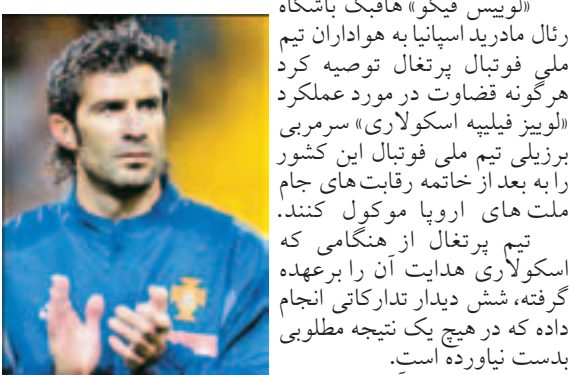 «لوییس فیگو» هافبک باشگاه
رئال مادرید اسپانیا به هواداران تیم
ملی فوتبال پرتغال توصیه کرد
هرگونه قضاوت در مورد عملکرد
«لوییز فیلیپه اسکولاری» سرمربی
برزیلی تیم ملی فوتبال این کشور
را به بعد از خاتمه رقابت‌های جام
ملت های اروپا موکول کنند.
تیم پرتغال از هنگامی که
اسکولاری هدایت آن را برعهده
گرفته، شش دیدار تدارکاتی انجام
داده که در هیچ یک نتیجه مطلوبی
بدست نیاورده است.